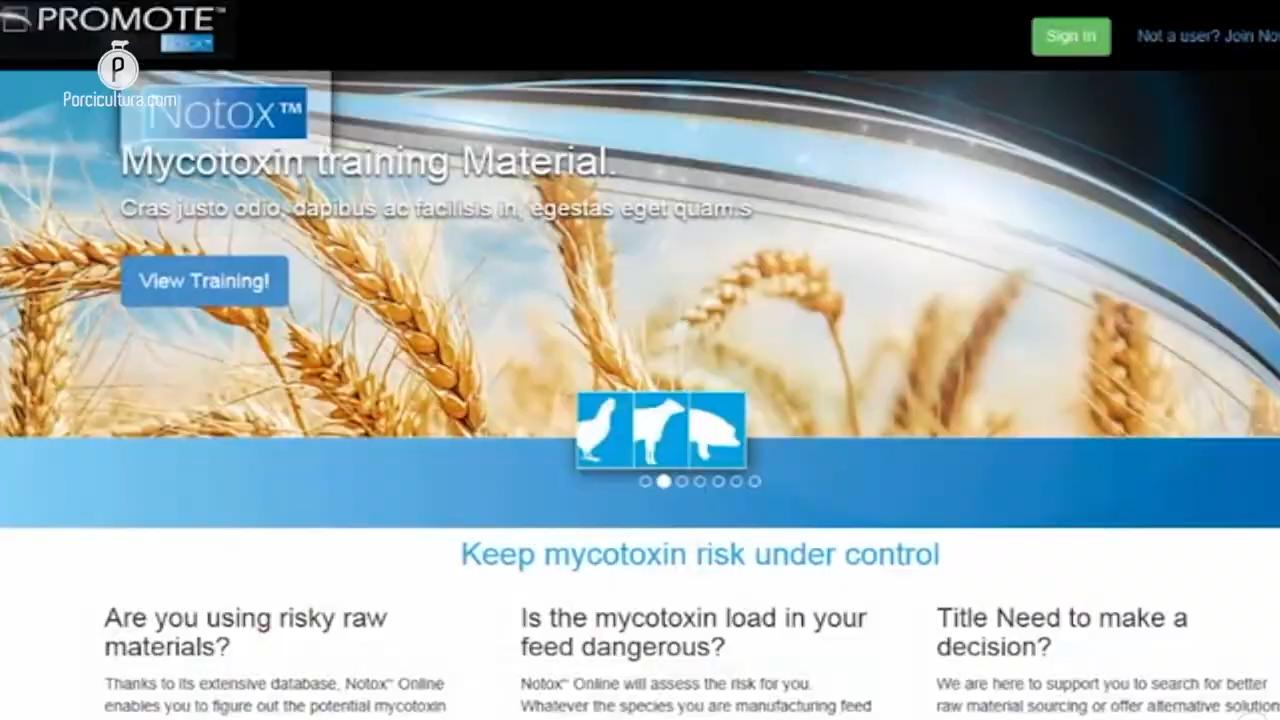 PROMOTE™
Sign in
Not a user? Join No
Porcicultura.com
Notox™
Mycotoxin training Material.
Cras justo odio, dapibus ac facilisis in, egestas eget quam.s
View Training!
Keep mycotoxin risk under control
Are you using risky raw
materials?
Thanks to its extensive database, Notox™ Online
enables you to figure out the potential mycotoxin
Is the mycotoxin load in your
feed dangerous?
Notox™ Online will assess the risk for you.
Whatever the species you are manufacturing feed
Title Need to make a
decision?
We are here to support you to search for better
raw material sourcing or offer alternative solution